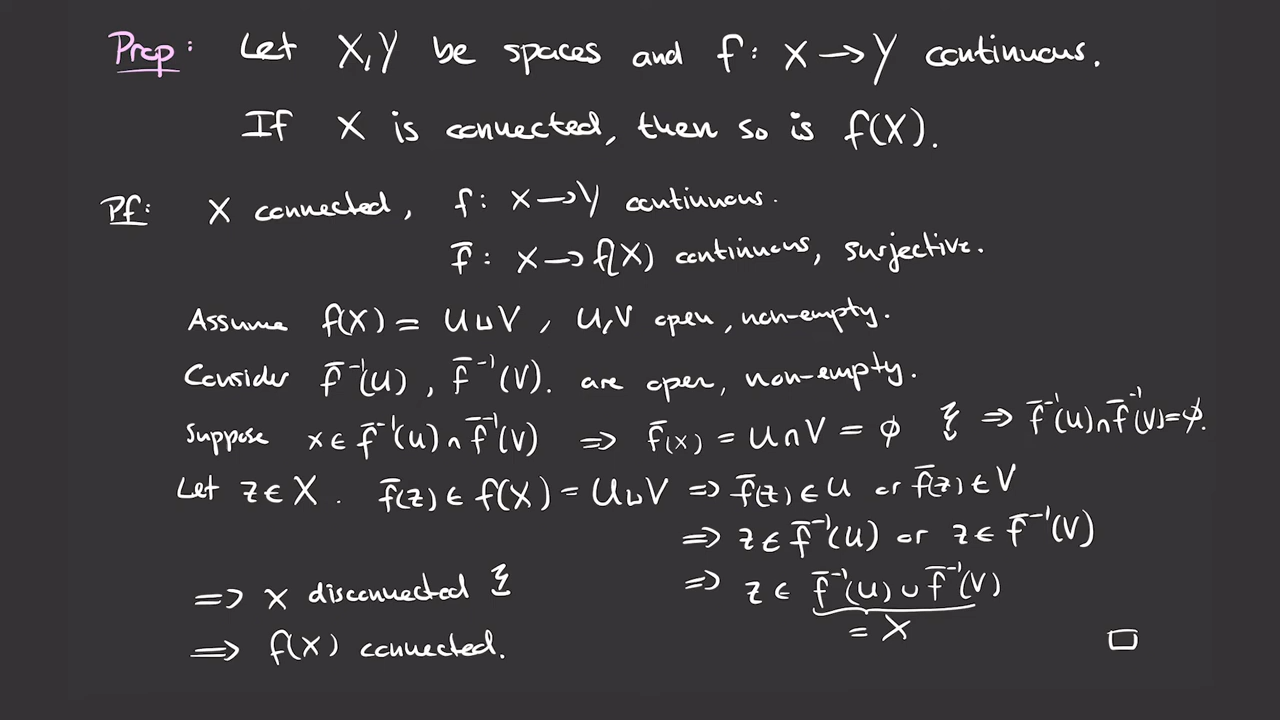 Prop: Let X,Y be spaces and f: X→Y continuous.
If X is connected, then so is f(X).
Pf: X connected, f: X→Y continuous.
f̄: X→f(X) continuous, surjective.
Assume f(X) = U⊔V, U,V open, non-empty.
Consider f̄⁻¹(U), f̄⁻¹(V). are open, non-empty.
Suppose x∈f̄⁻¹(U)∩f̄⁻¹(V) ⇒ f̄(x) = U∩V = ∅ ↯ ⇒ f̄⁻¹(U)∩f̄⁻¹(V)=∅.
Let z∈X. f̄(z)∈f(X)=U⊔V ⇒ f̄(z)∈U or f̄(z)∈V
⇒ z∈f̄⁻¹(U) or z∈f̄⁻¹(V)
⇒ z∈f̄⁻¹(U)∪f̄⁻¹(V)
= X
⇒ X disconnected ↯
⇒ f(X) connected.
□